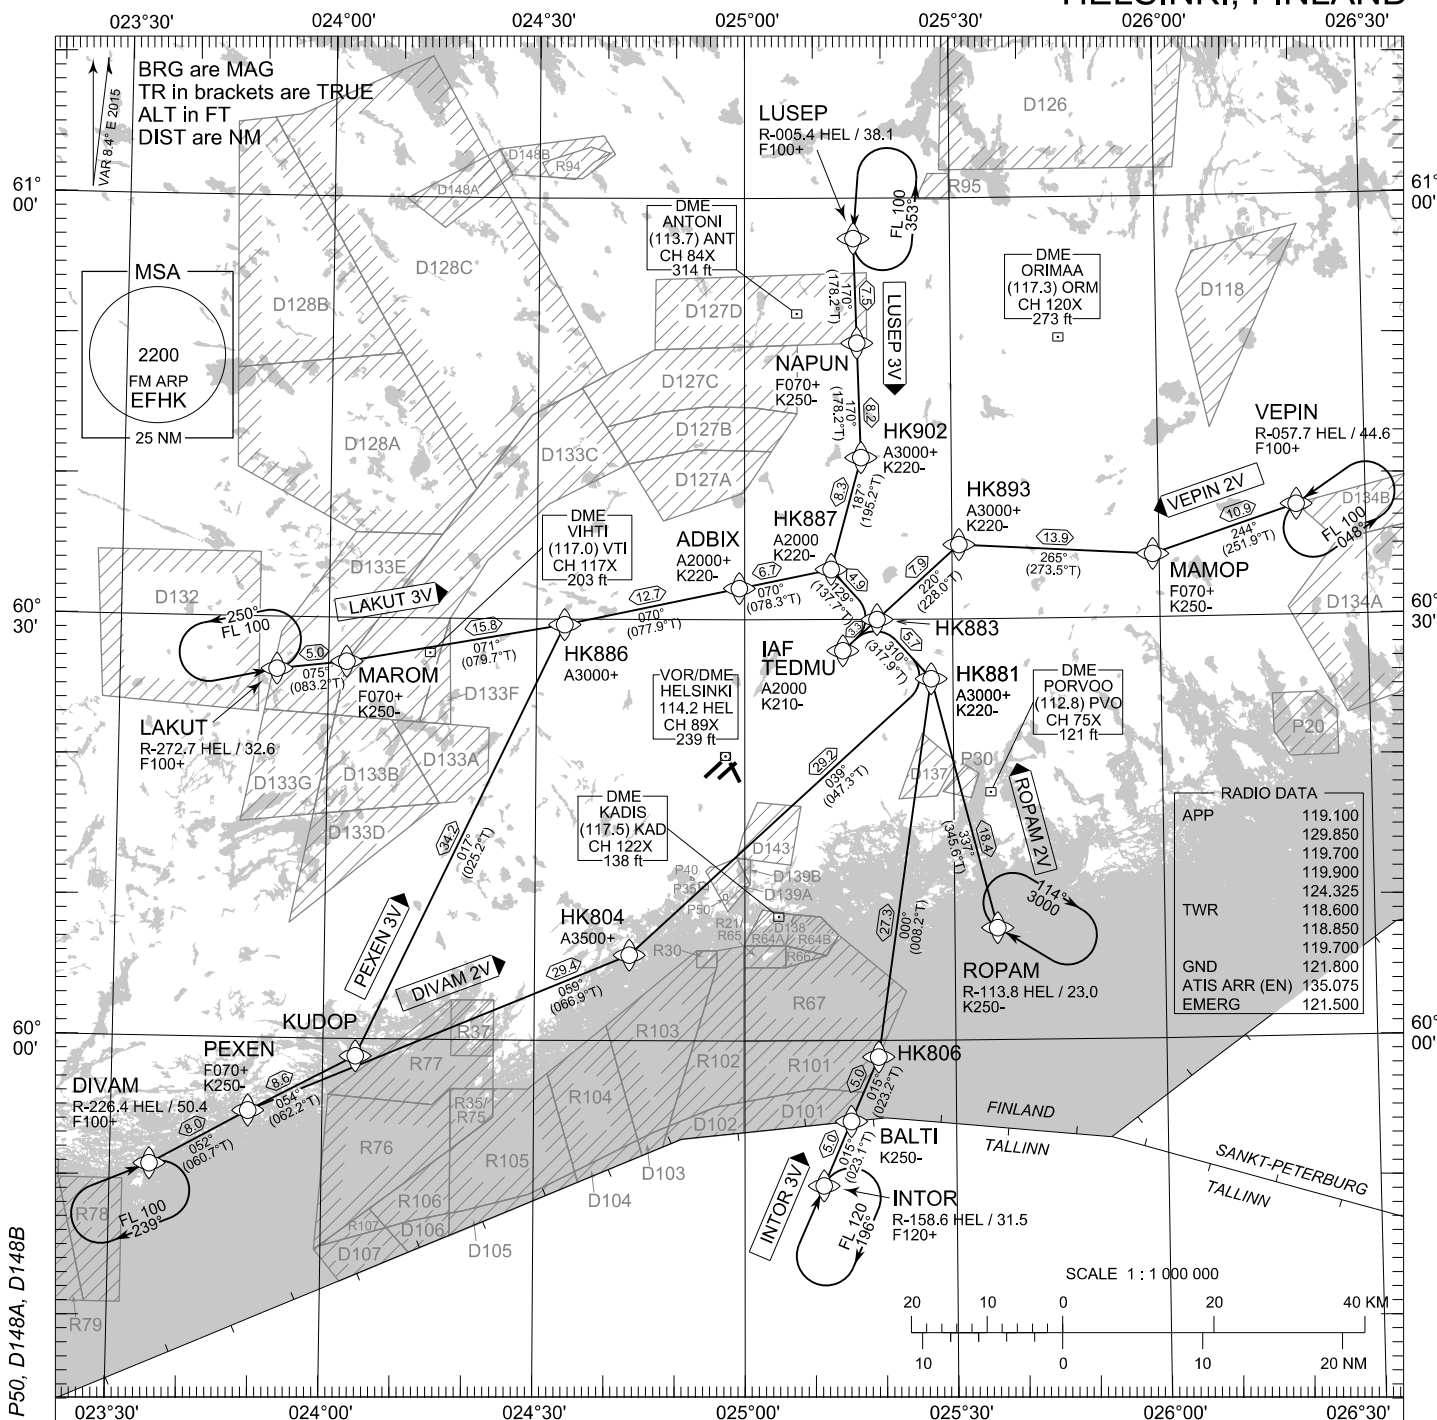 HELSINKI, FINLAND
023°30'
024°00'
024°30'
025°00'
025°30'
026°00'
026°30'
BRG are MAG
TR in brackets are TRUE
ALT in FT
DIST are NM
VAR 8.4° E 2015
61°
00'
61°
00'
MSA
2200
FM ARP
EFHK
25 NM
D148B
R94
D148A
D128C
D128B
D128A
D126
R95
D118
LUSEP
R-005.4 HEL / 38.1
F100+
FL 100
353°
DME
ANTONI
(113.7) ANT
CH 84X
314 ft
DME
ORIMAA
(117.3) ORM
CH 120X
273 ft
170°
(178.2°T)
7.5
LUSEP 3V
D127D
NAPUN
F070+
K250-
D127C
D127B
D127A
D133C
170°
(178.2°T)
8.2
HK902
A3000+
K220-
8.3
187°
(195.2°T)
VEPIN
R-057.7 HEL / 44.6
F100+
VEPIN 2V
FL 100
048°
D134B
D134A
10.9
244°
(251.9°T)
HK893
A3000+
K220-
13.9
265°
(273.5°T)
MAMOP
F070+
K250-
7.9
220°
(228.0°T)
HK887
A2000
K220-
ADBIX
A2000+
K220-
6.7
070°
(078.3°T)
4.9
129°
(137.7°T)
DME
VIHTI
(117.0) VTI
CH 117X
203 ft
D133E
D132
LAKUT 3V
12.7
070°
(077.9°T)
60°
30'
60°
30'
250°
FL 100
5.0
075°
(083.2°T)
15.8
071°
(079.7°T)
MAROM
F070+
K250-
HK886
A3000+
D133F
LAKUT
R-272.7 HEL / 32.6
F100+
HK883
3.3
IAF
TEDMU
A2000
K210-
5.7
310°
(317.9°T)
HK881
A3000+
K220-
VOR/DME
HELSINKI
114.2 HEL
CH 89X
239 ft
DME
PORVOO
(112.8) PVO
CH 75X
121 ft
P20
D133A
D133B
D133G
D133D
29.2
039°
(047.3°T)
D137
P30
ROPAM 2V
337°
(345.6°T)
18.4
34.2
017°
(025.2°T)
DME
KADIS
(117.5) KAD
CH 122X
138 ft
D143
P40
P35
P50
D139B
D139A
R21/
R65
D138
R64A
R64B
R66
R30
RADIO DATA
APP 119.100
129.850
119.700
119.900
124.325
TWR 118.600
118.850
119.700
GND 121.800
ATIS ARR (EN) 135.075
EMERG 121.500
114°
3000
ROPAM
R-113.8 HEL / 23.0
K250-
HK804
A3500+
PEXEN 3V
DIVAM 2V
29.4
059°
(066.9°T)
27.3
000°
(008.2°T)
R67
60°
00'
60°
00'
KUDOP
PEXEN
F070+
K250-
DIVAM
R-226.4 HEL / 50.4
F100+
8.6
054°
(062.2°T)
8.0
052°
(060.7°T)
FL 100
239°
R37
R77
R103
R102
R101
HK806
R35/
R75
R104
D102
D101
5.0
015°
(023.2°T)
FINLAND
TALLINN
SANKT-PETERBURG
TALLINN
BALTI
K250-
R76
R105
D103
D104
R106
R107
D106
D105
D107
R78
R79
5.0
015°
(023.1°T)
INTOR 3V
INTOR
R-158.6 HEL / 31.5
F120+
FL 120
196°
SCALE 1 : 1 000 000
20 10 0 20 40 KM
10 0 10 20 NM
P50, D148A, D148B
023°30'
024°00'
024°30'
025°00'
025°30'
026°00'
026°30'